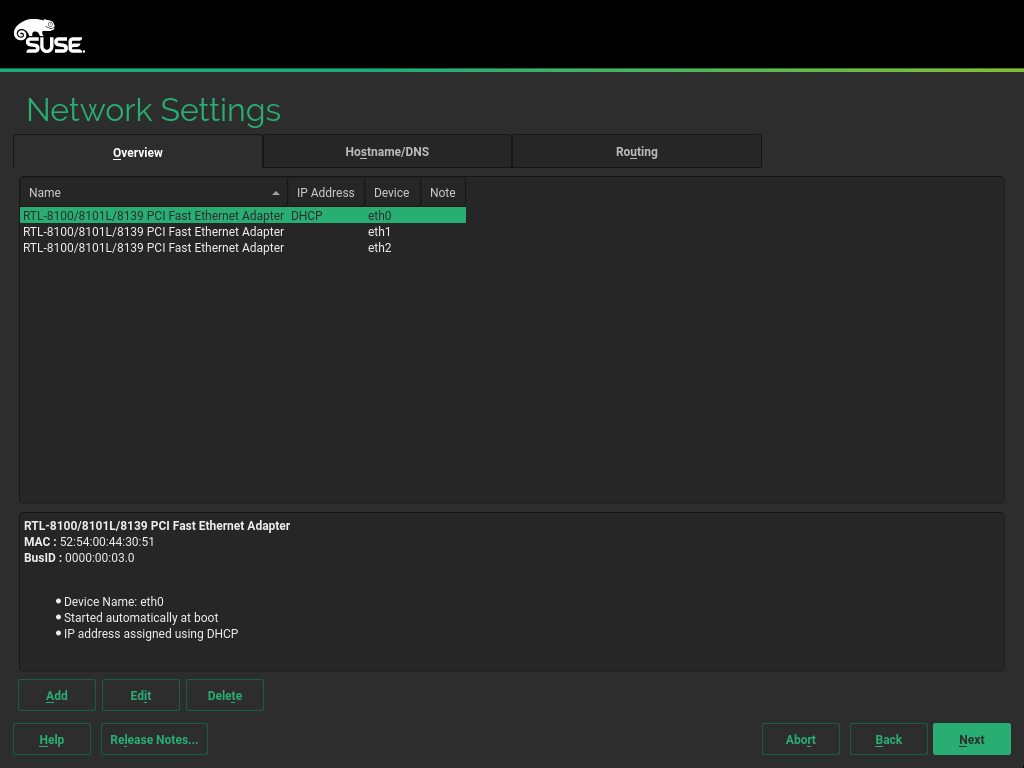 SUSE.
Network Settings
Overview Hostname/DNS Routing
Name IP Address Device Note
RTL-8100/8101L/8139 PCI Fast Ethernet Adapter DHCP eth0
RTL-8100/8101L/8139 PCI Fast Ethernet Adapter eth1
RTL-8100/8101L/8139 PCI Fast Ethernet Adapter eth2
RTL-8100/8101L/8139 PCI Fast Ethernet Adapter
MAC : 52:54:00:44:30:51
BusID : 0000:00:03.0
• Device Name: eth0
• Started automatically at boot
• IP address assigned using DHCP
Add Edit Delete
Help Release Notes... Abort Back Next